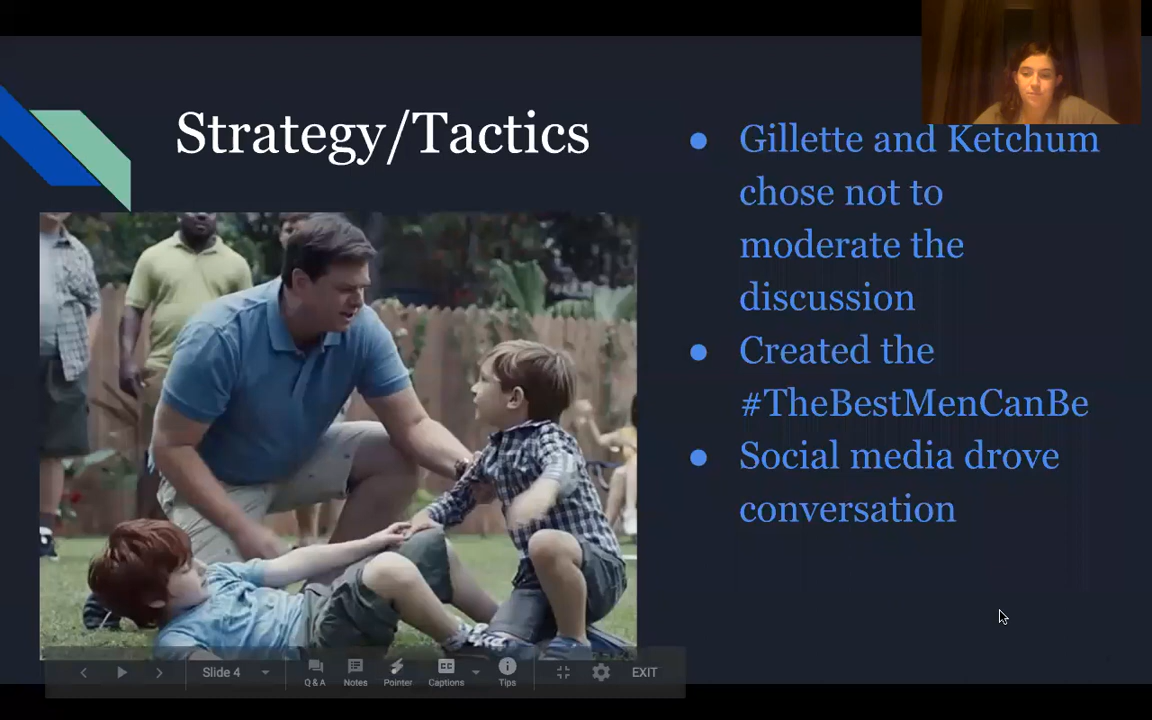 Strategy/Tactics
● Gillette and Ketchum
chose not to
moderate the
discussion
● Created the
#TheBestMenCanBe
● Social media drove
conversation
Slide 4
Q & A
Notes
Pointer
CC
Captions
Tips
EXIT